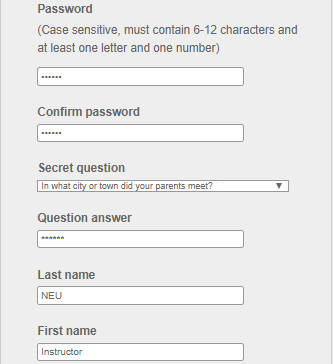 Password
(Case sensitive, must contain 6-12 characters and
at least one letter and one number)
••••••
Confirm password
••••••
Secret question
In what city or town did your parents meet? ▼
Question answer
******
Last name
NEU
First name
Instructor